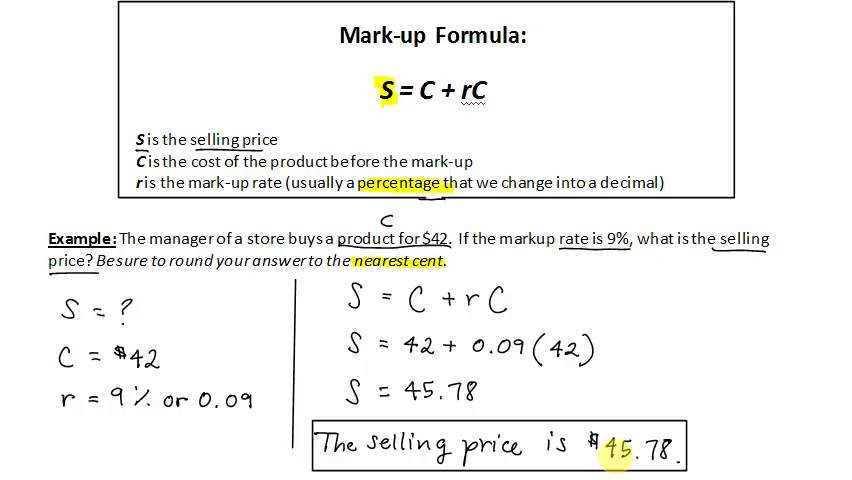 Mark-up Formula:
S = C + rC
S is the selling price
C is the cost of the product before the mark-up
r is the mark-up rate (usually a percentage that we change into a decimal)
C
Example: The manager of a store buys a product for $42. If the markup rate is 9%, what is the selling
price? Be sure to round your answer to the nearest cent.
S = ?
C = $42
r = 9% or 0.09
S = C + r C
S = 42 + 0.09 (42)
S = 45.78
The selling price is $45.78.